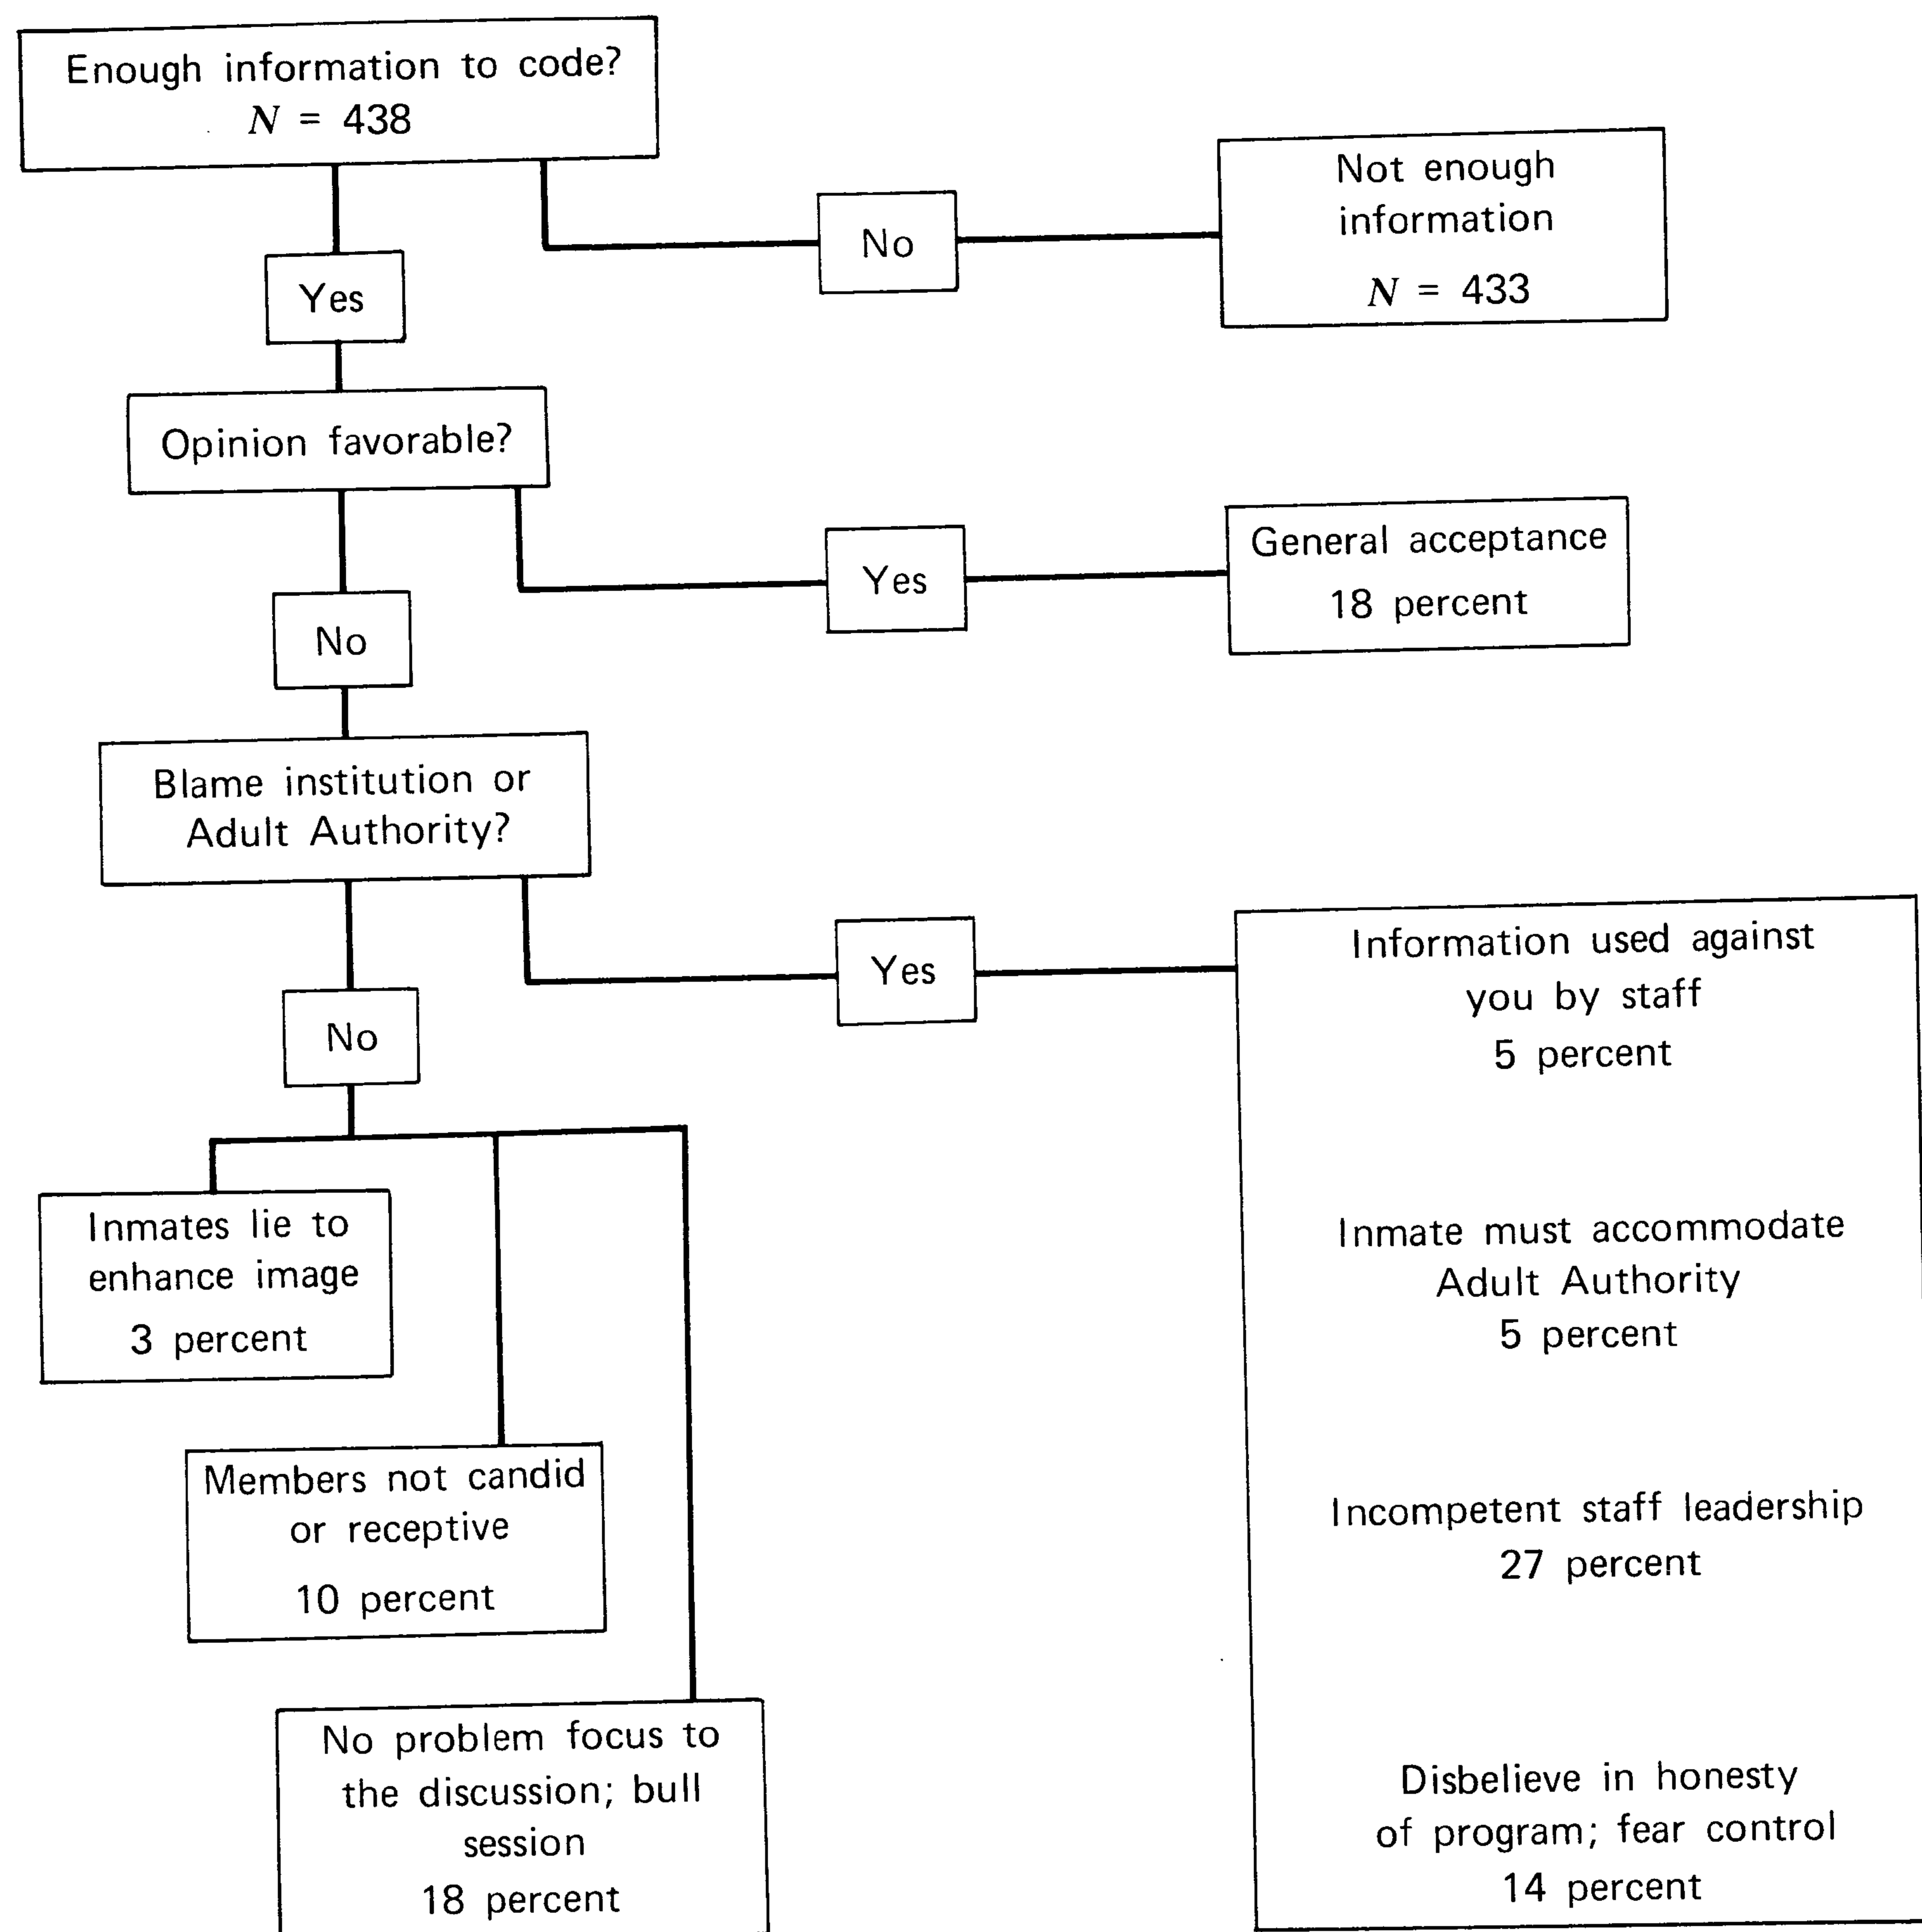 Enough information to code?
N = 438
No
Not enough
information
N = 433
Yes
Opinion favorable?
Yes
General acceptance
18 percent
No
Blame institution or
Adult Authority?
Yes
Information used against
you by staff
5 percent
Inmate must accommodate
Adult Authority
5 percent
Incompetent staff leadership
27 percent
Disbelieve in honesty
of program; fear control
14 percent
No
Inmates lie to
enhance image
3 percent
Members not candid
or receptive
10 percent
No problem focus to
the discussion; bull
session
18 percent